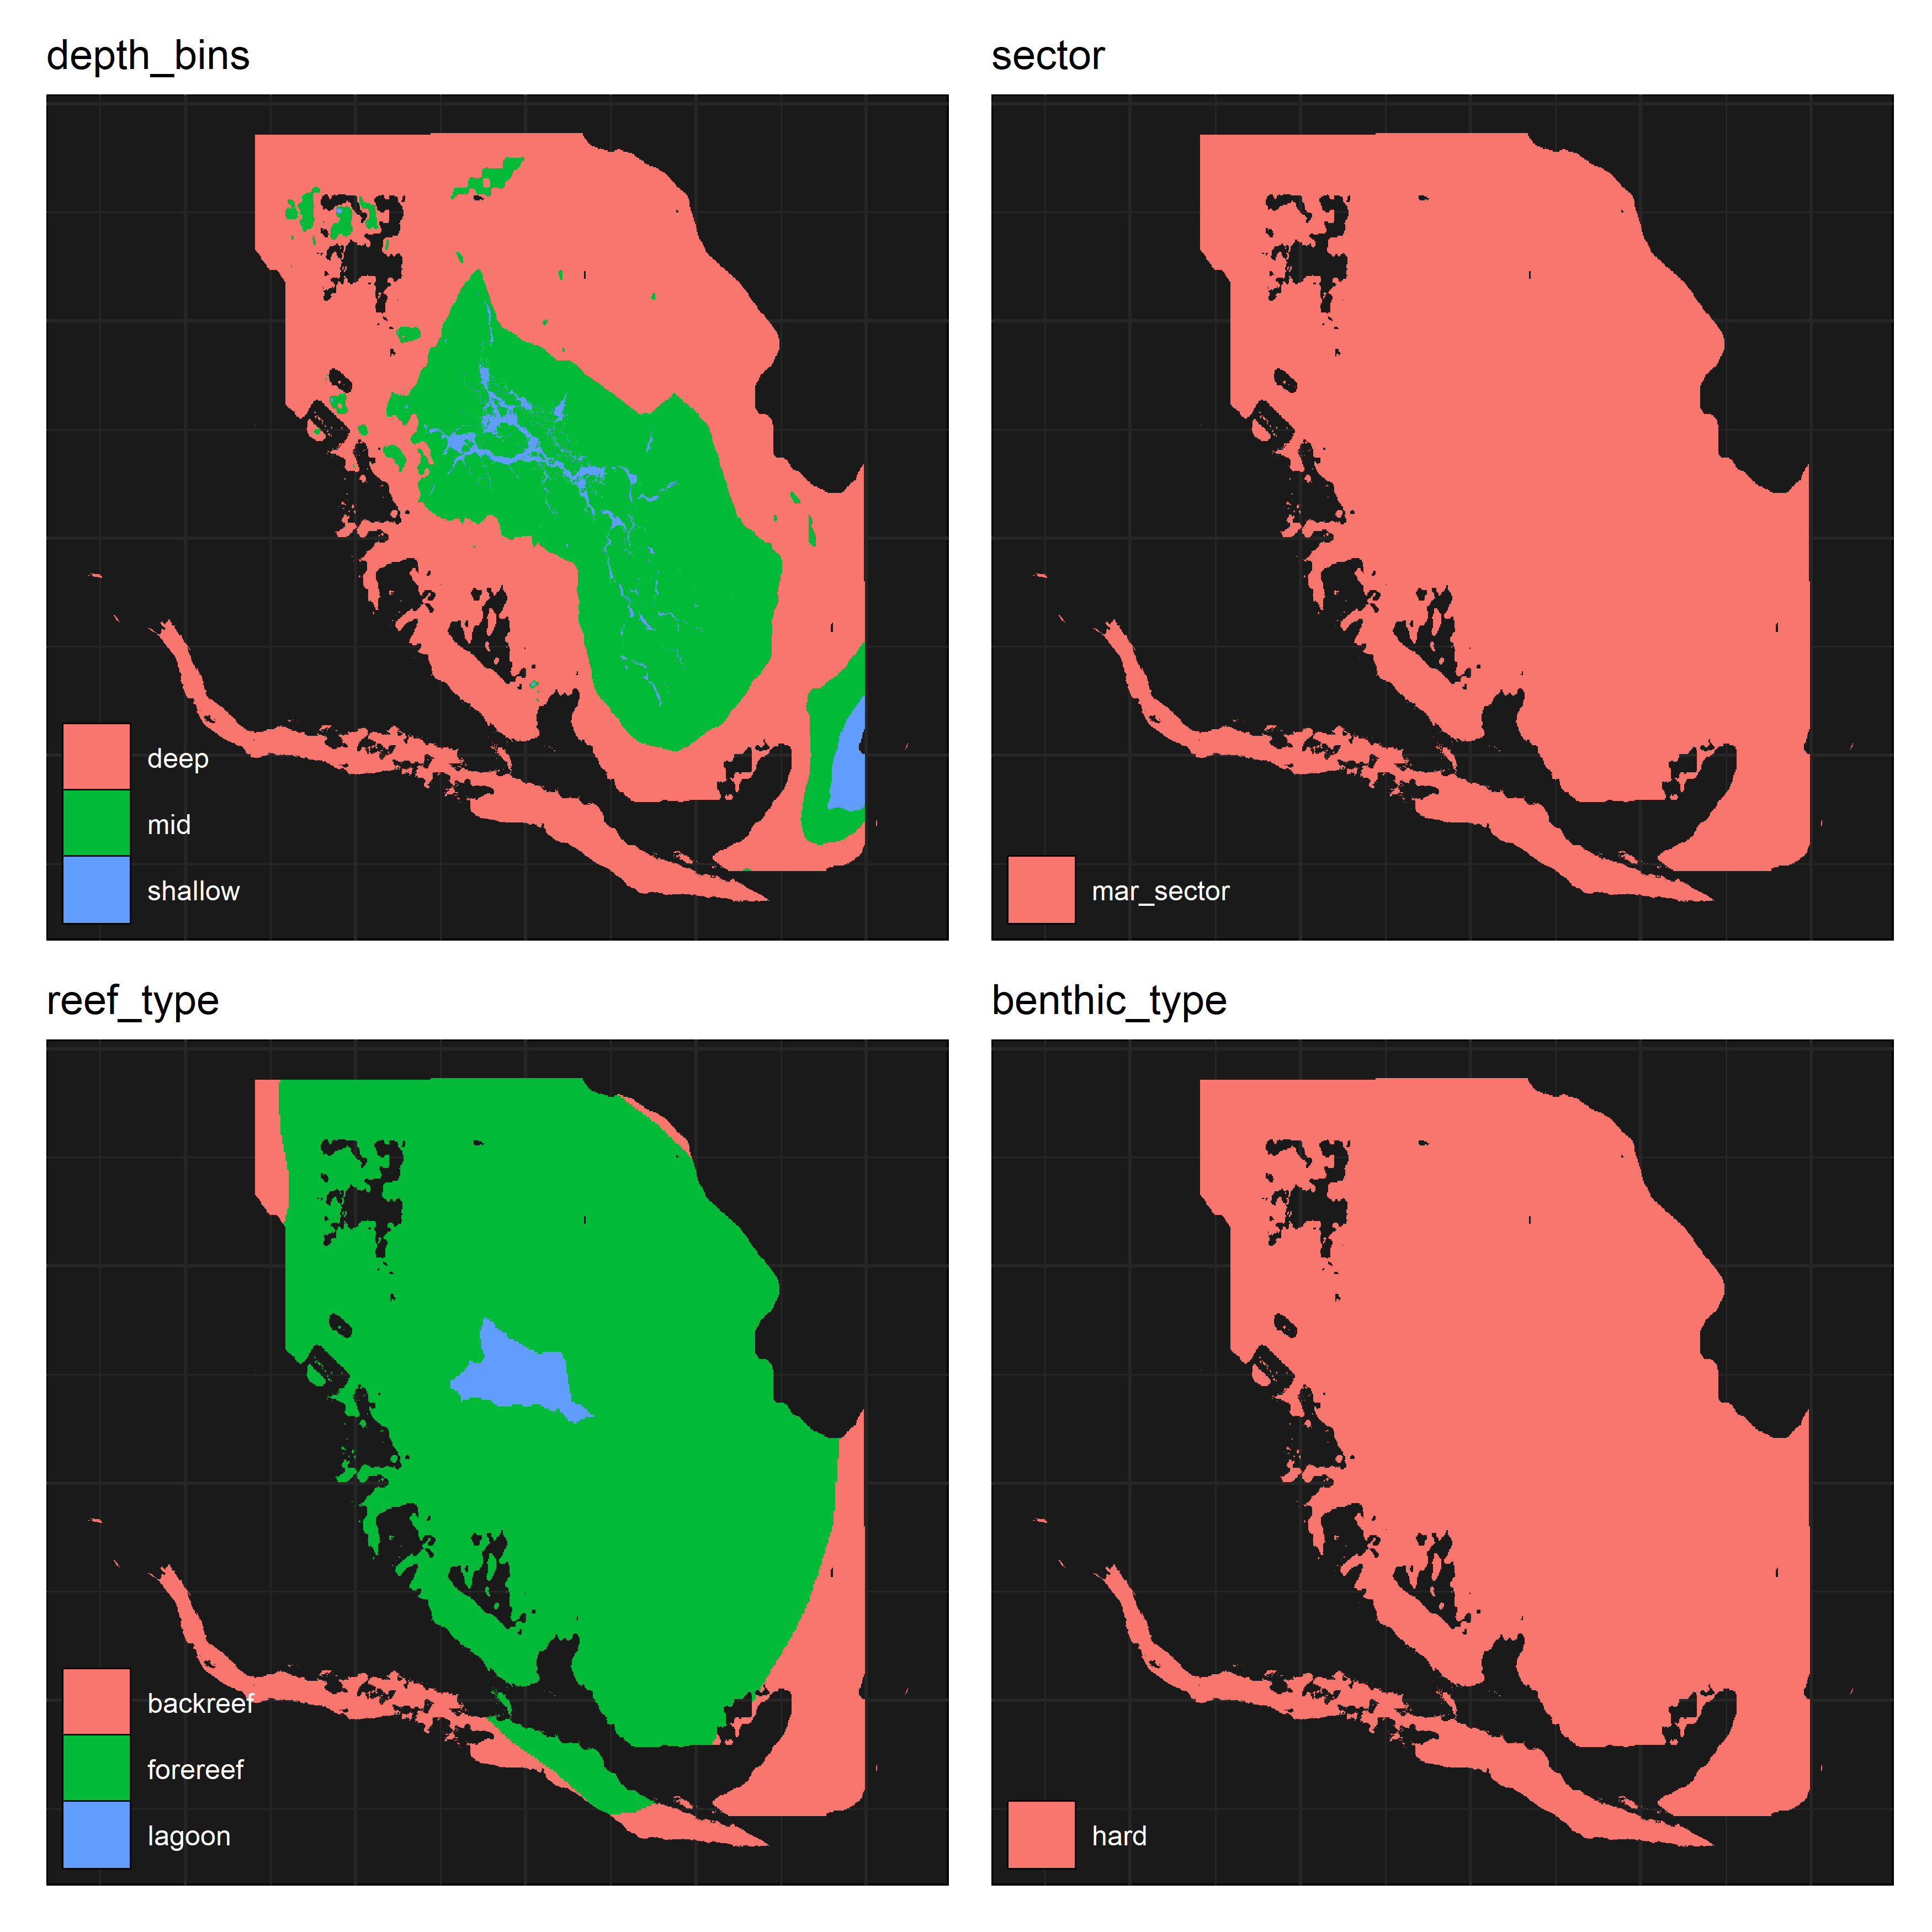 depth_bins
deep
mid
shallow
sector
mar_sector
reef_type
backreef
forereef
lagoon
benthic_type
hard